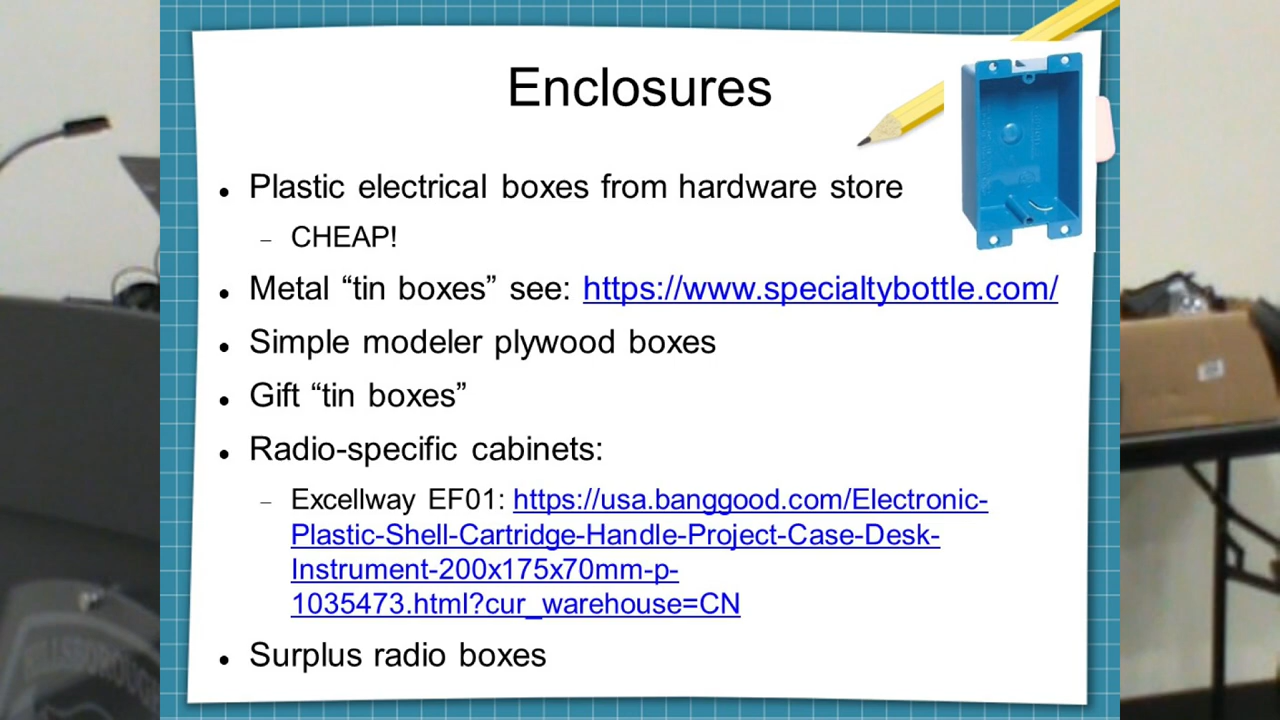 Enclosures
● Plastic electrical boxes from hardware store
– CHEAP!
● Metal “tin boxes” see: https://www.specialtybottle.com/
● Simple modeler plywood boxes
● Gift “tin boxes”
● Radio-specific cabinets:
– Excellway EF01: https://usa.banggood.com/Electronic-
Plastic-Shell-Cartridge-Handle-Project-Case-Desk-
Instrument-200x175x70mm-p-
1035473.html?cur_warehouse=CN
● Surplus radio boxes